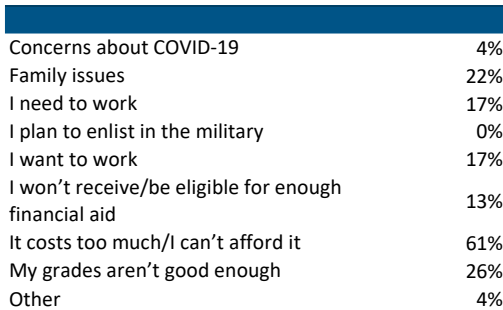 Concerns about COVID-19 4%
Family issues 22%
I need to work 17%
I plan to enlist in the military 0%
I want to work 17%
I won’t receive/be eligible for enough
financial aid 13%
It costs too much/I can’t afford it 61%
My grades aren’t good enough 26%
Other 4%